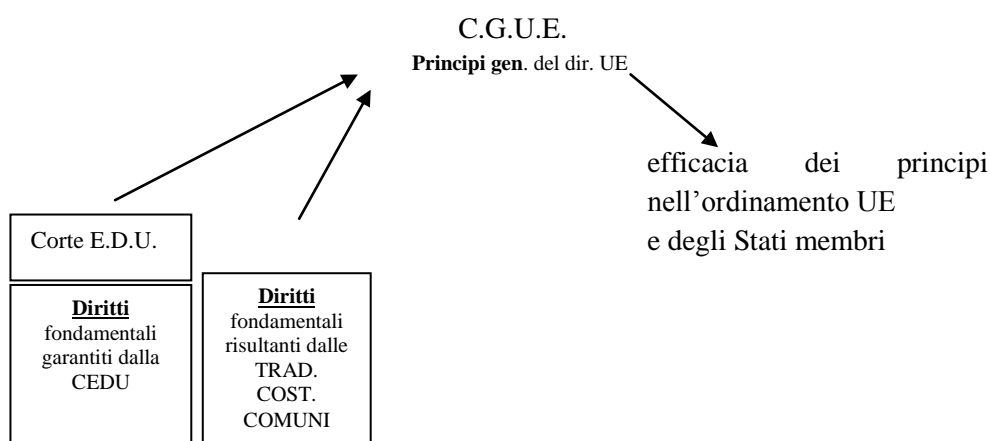 C.G.U.E.
Principi gen. del dir. UE
efficacia dei principi
nell’ordinamento UE
e degli Stati membri
Corte E.D.U.
Diritti
fondamentali
garantiti dalla
CEDU
Diritti
fondamentali
risultanti dalle
TRAD.
COST.
COMUNI